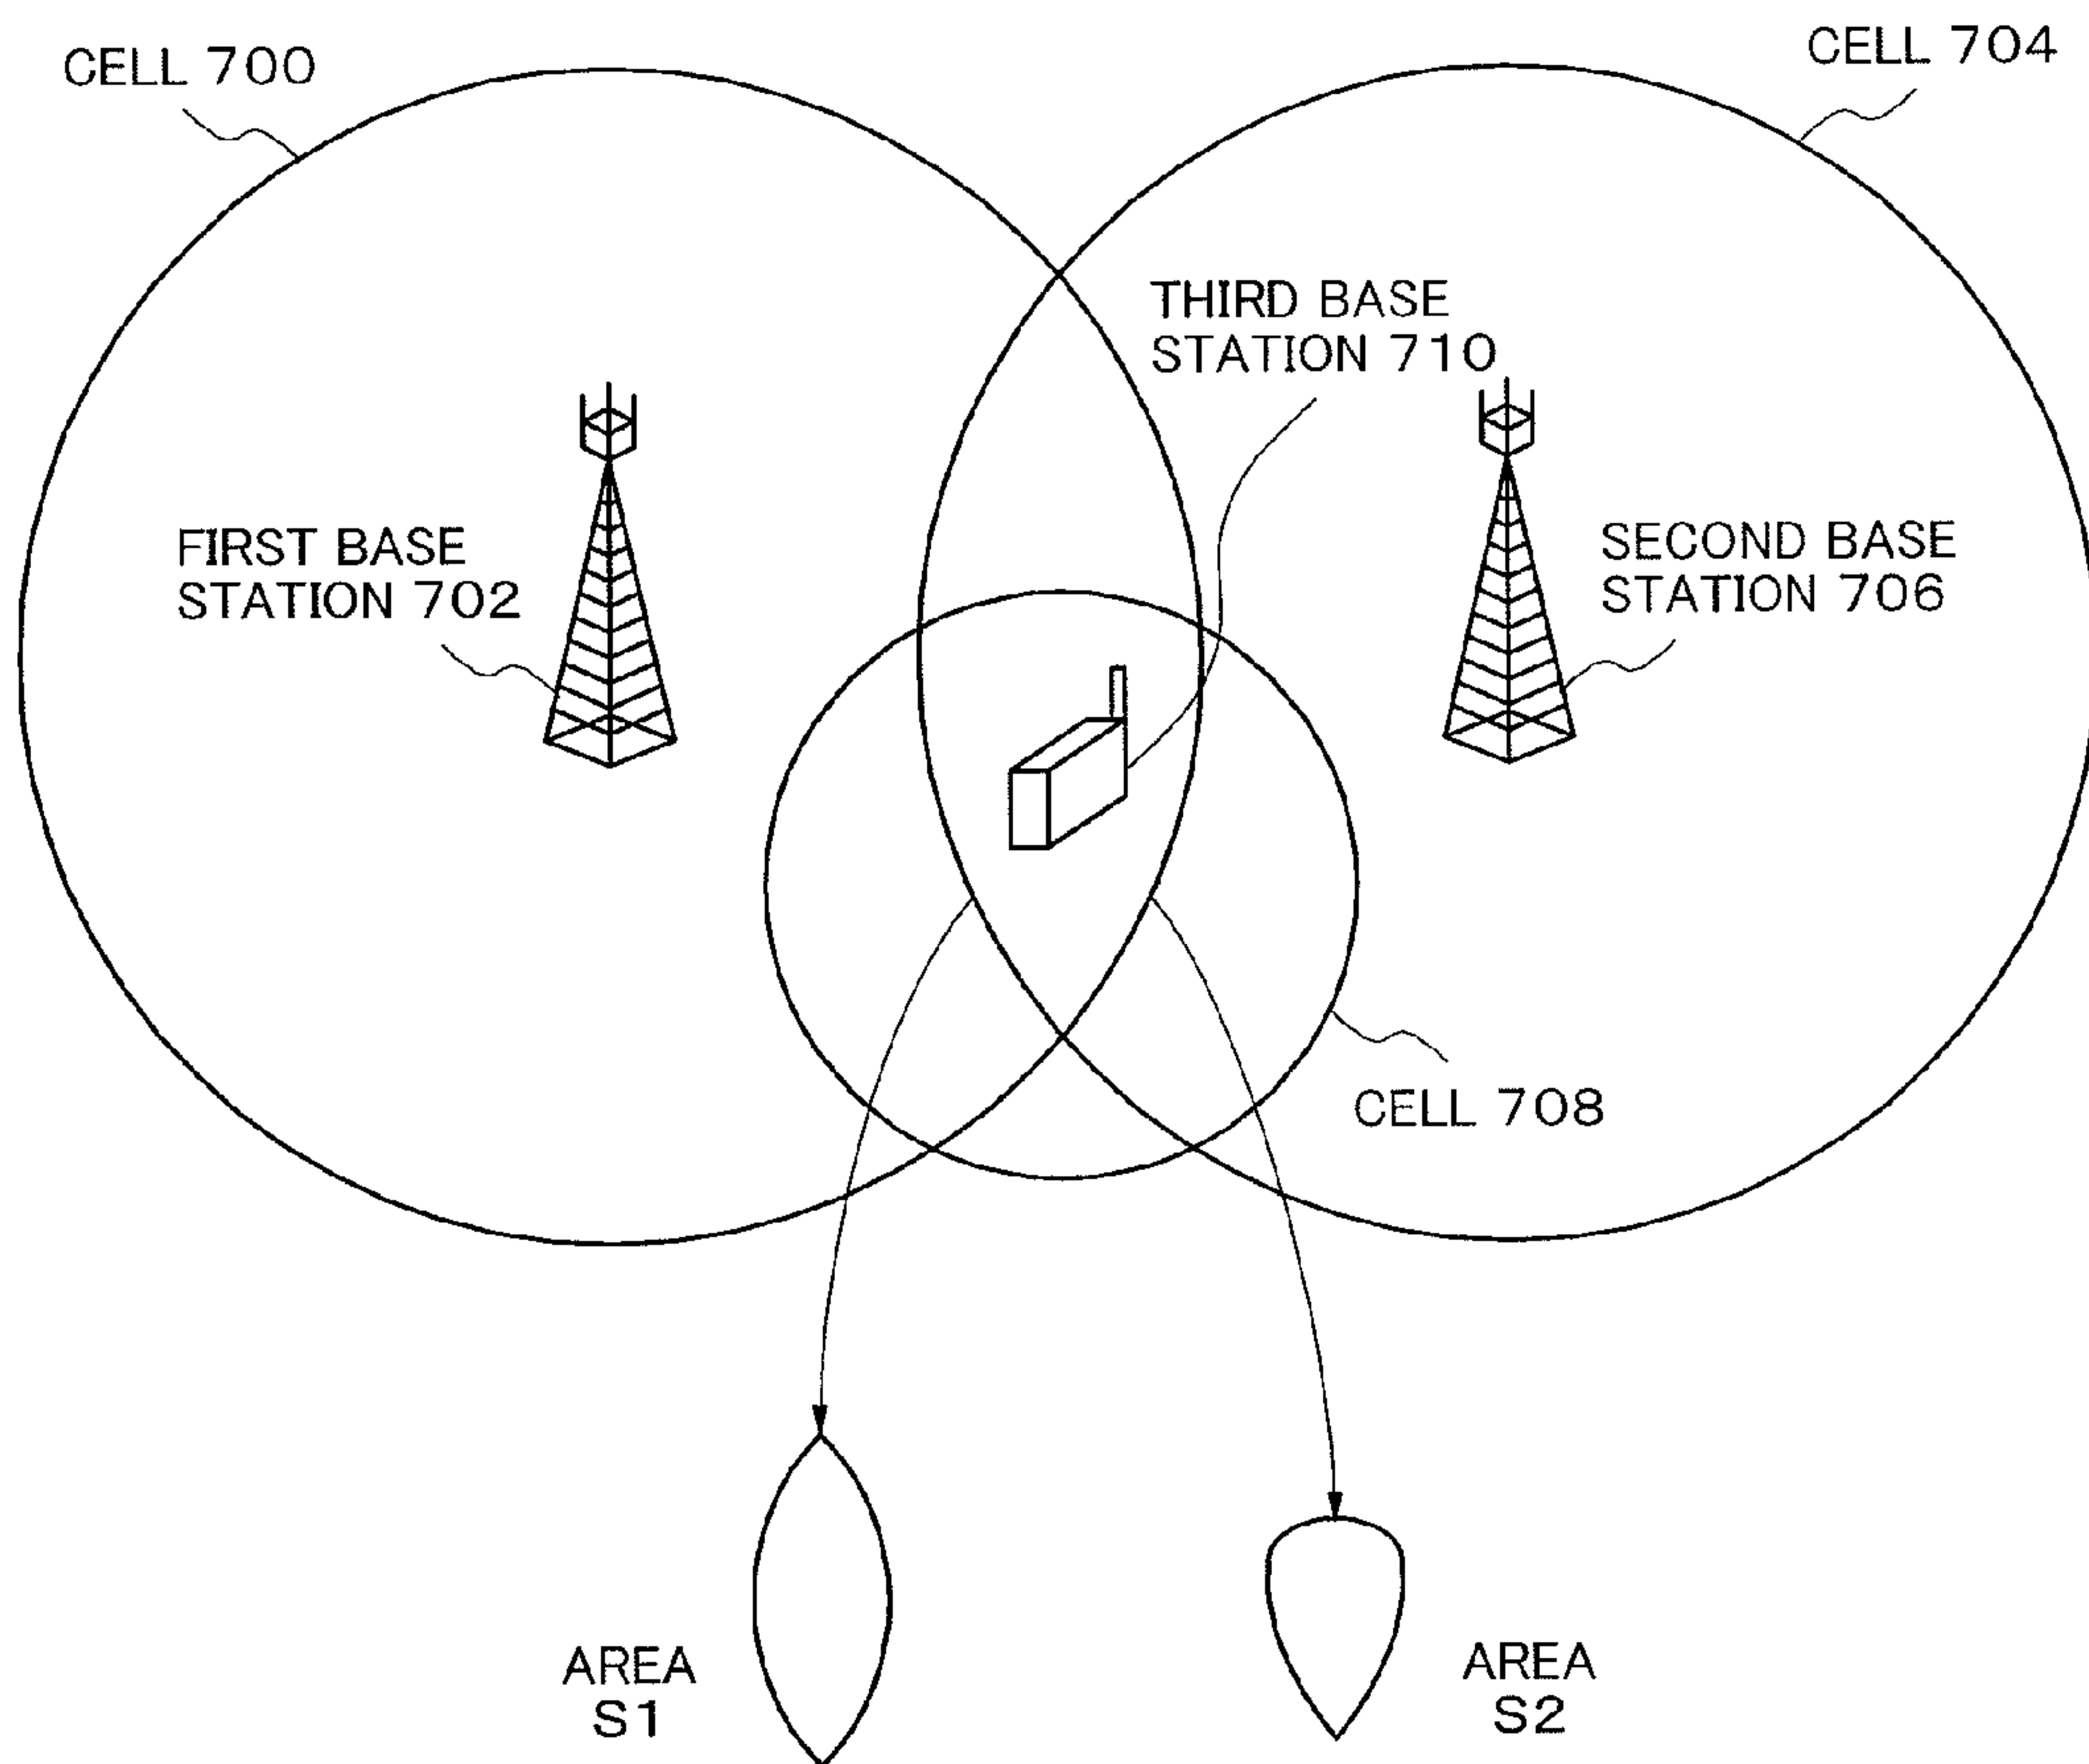 CELL 700
CELL 704
THIRD BASE
STATION 710
FIRST BASE
STATION 702
SECOND BASE
STATION 706
CELL 708
AREA
S1
AREA
S2